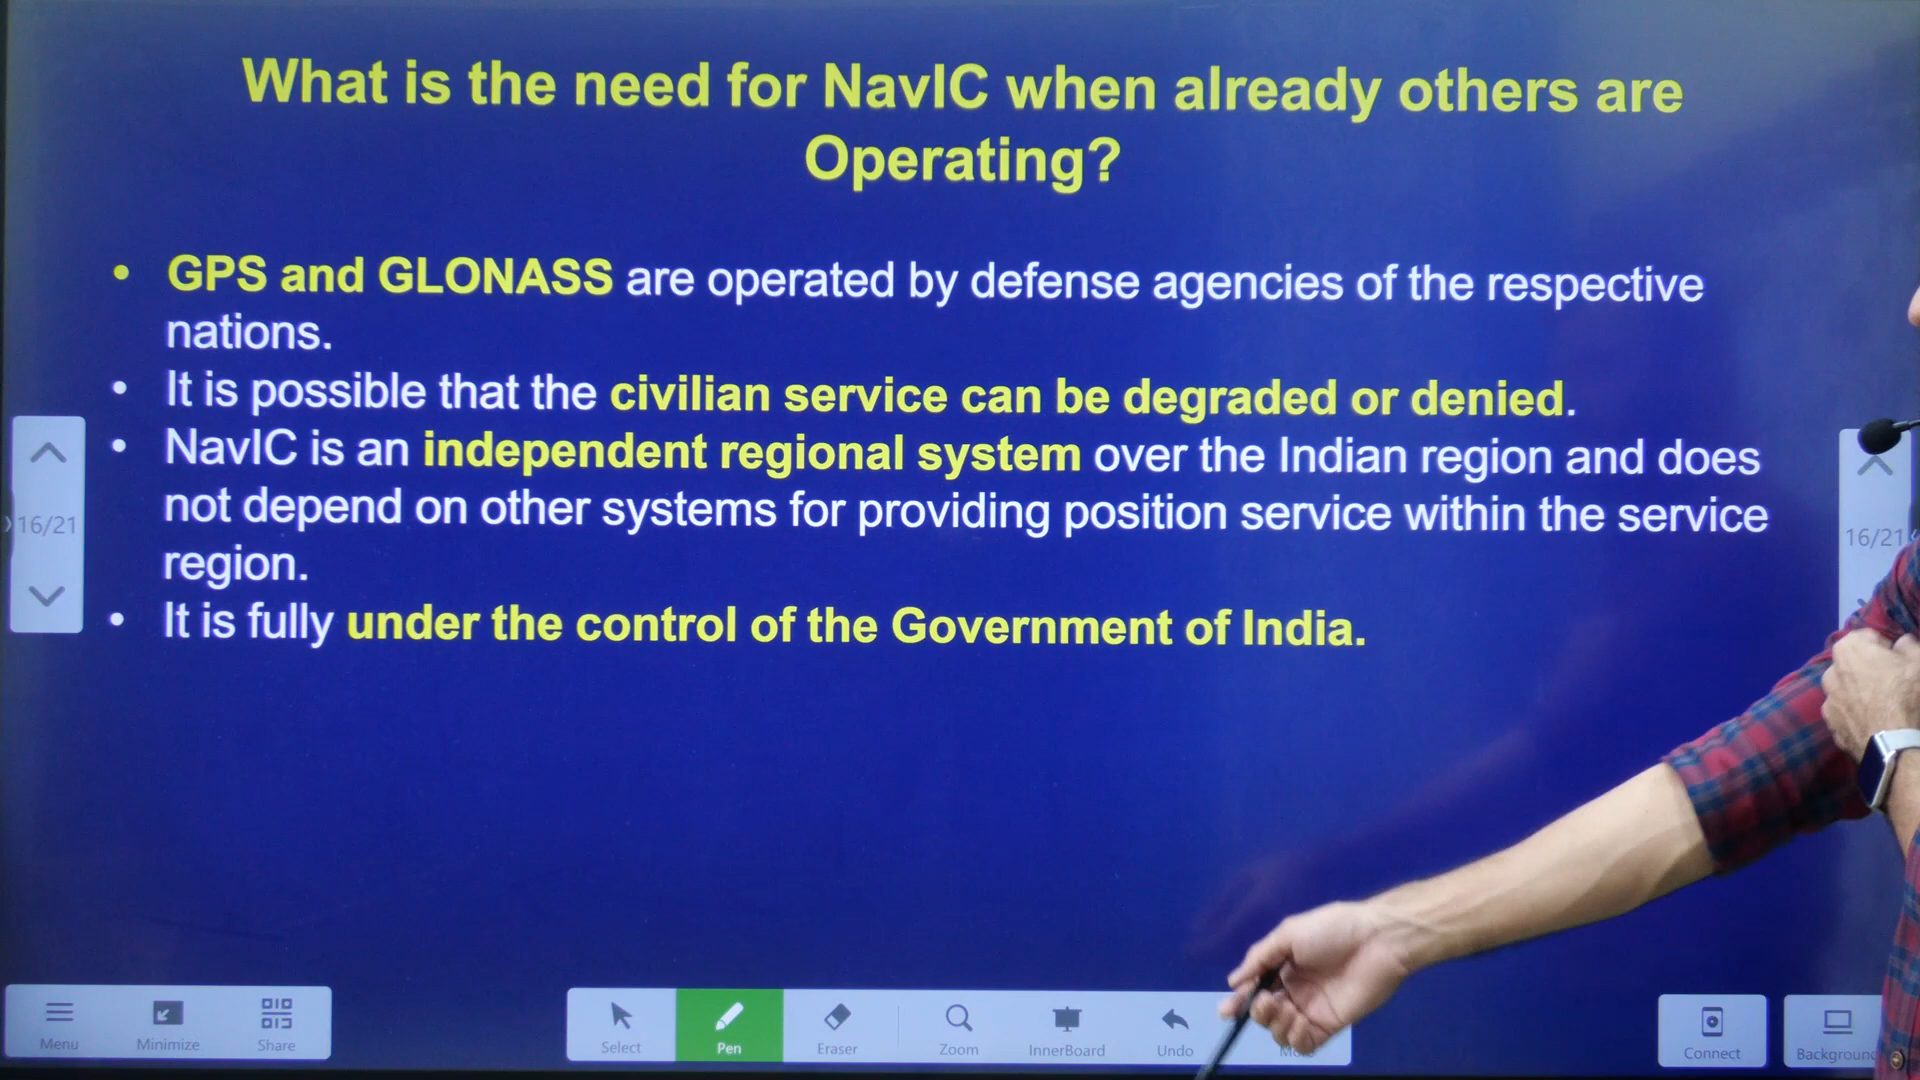 What is the need for NavIC when already others are
Operating?
• GPS and GLONASS are operated by defense agencies of the respective
nations.
• It is possible that the civilian service can be degraded or denied.
• NavIC is an independent regional system over the Indian region and does
not depend on other systems for providing position service within the service
region.
• It is fully under the control of the Government of India.
16/21
16/21
Menu
Minimize
Share
Select
Pen
Eraser
Zoom
InnerBoard
Undo
Connect
Background